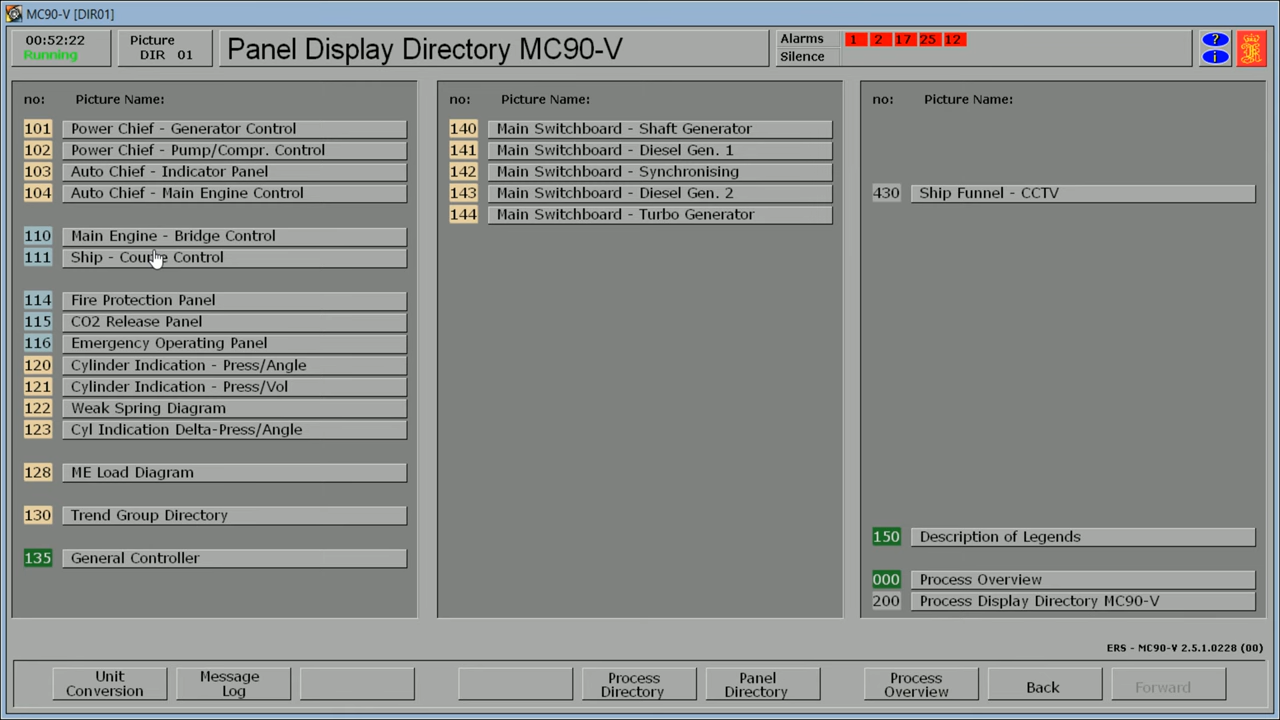 MC90-V [DIR01]
00:52:22
Running
Picture
DIR 01
Panel Display Directory MC90-V
Alarms
Silence
1 2 17 25 12
?
i
no: Picture Name:
101 Power Chief - Generator Control
102 Power Chief - Pump/Compr. Control
103 Auto Chief - Indicator Panel
104 Auto Chief - Main Engine Control
110 Main Engine - Bridge Control
111 Ship - Course Control
114 Fire Protection Panel
115 CO2 Release Panel
116 Emergency Operating Panel
120 Cylinder Indication - Press/Angle
121 Cylinder Indication - Press/Vol
122 Weak Spring Diagram
123 Cyl Indication Delta-Press/Angle
128 ME Load Diagram
130 Trend Group Directory
135 General Controller
no: Picture Name:
140 Main Switchboard - Shaft Generator
141 Main Switchboard - Diesel Gen. 1
142 Main Switchboard - Synchronising
143 Main Switchboard - Diesel Gen. 2
144 Main Switchboard - Turbo Generator
no: Picture Name:
430 Ship Funnel - CCTV
150 Description of Legends
000 Process Overview
200 Process Display Directory MC90-V
ERS - MC90-V 2.5.1.0228 (00)
Unit
Conversion
Message
Log
Process
Directory
Panel
Directory
Process
Overview
Back
Forward